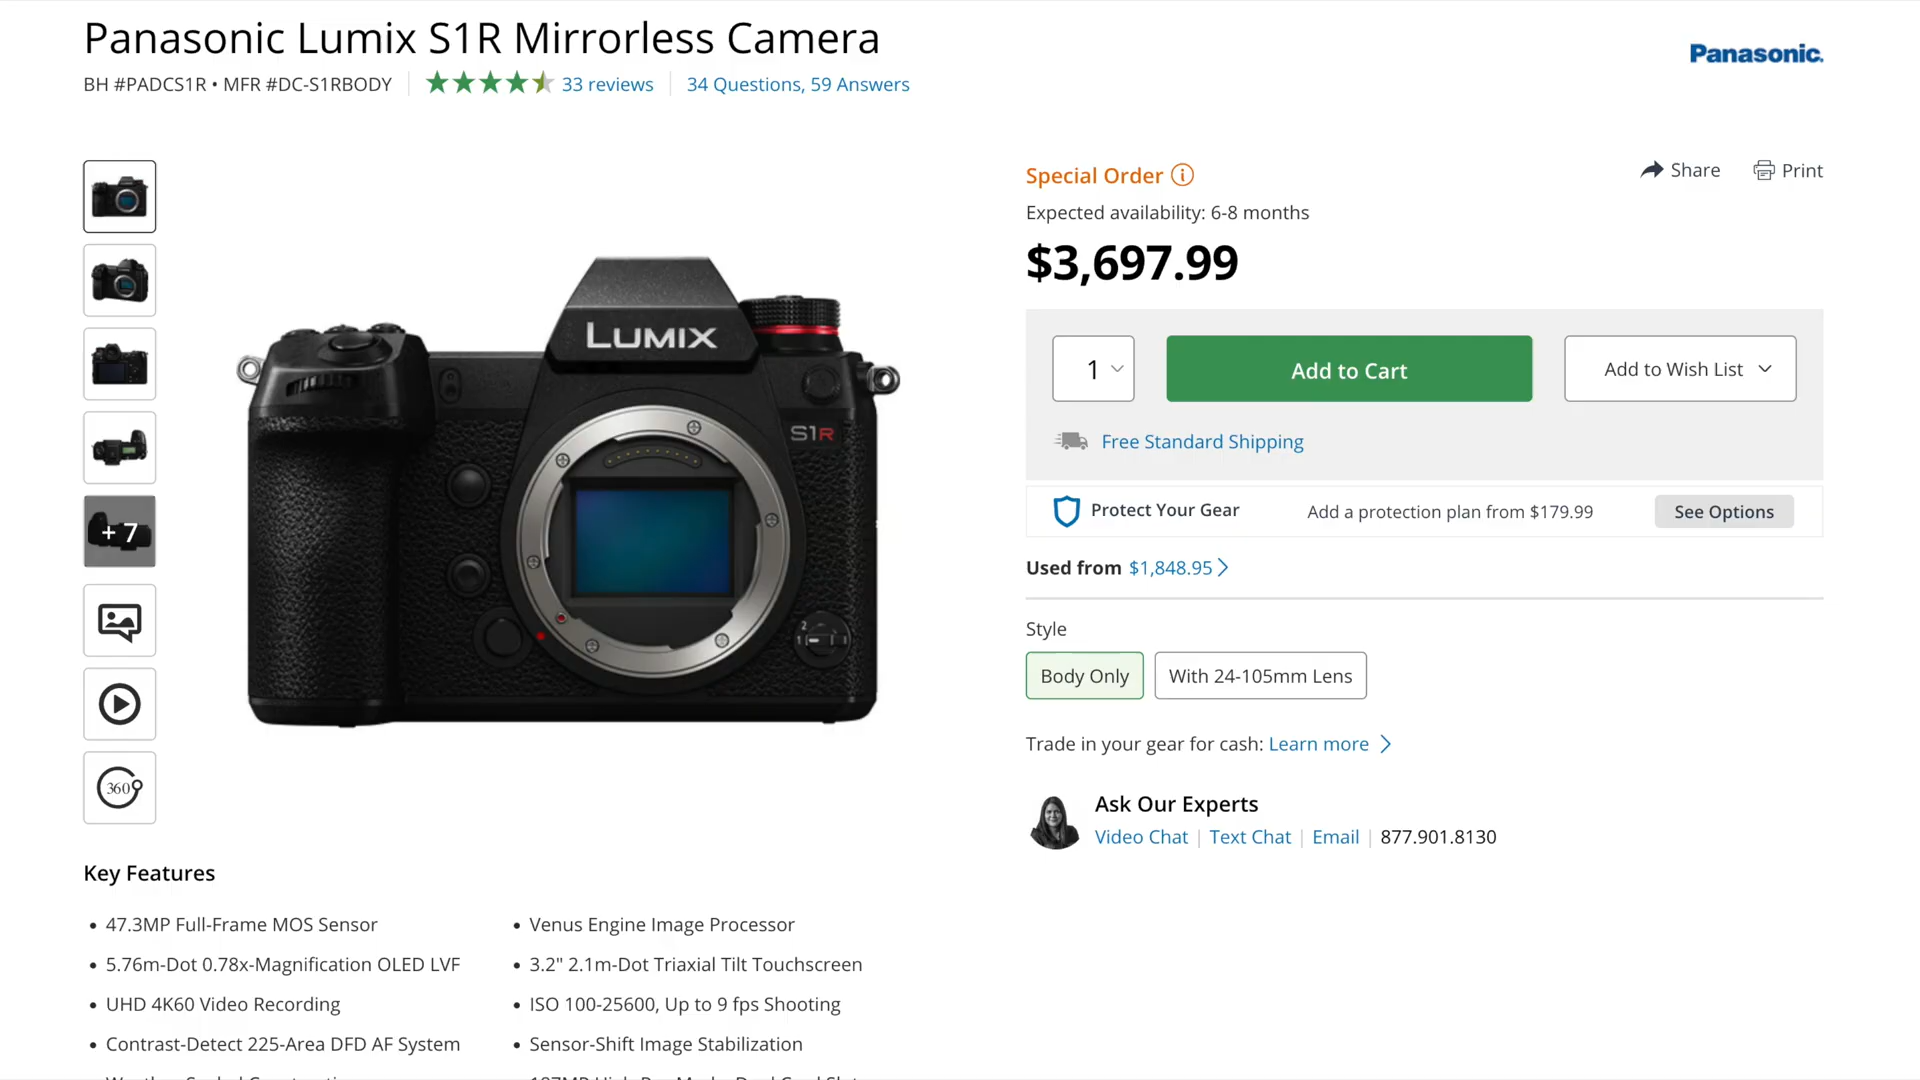 Panasonic Lumix S1R Mirrorless Camera
Panasonic.
BH #PADCS1R • MFR #DC-S1RBODY
33 reviews
34 Questions, 59 Answers
Special Order
Share
Print
Expected availability: 6-8 months
$3,697.99
LUMIX
S1R
2
1
+ 7
360
1
Add to Cart
Add to Wish List
Free Standard Shipping
Protect Your Gear
Add a protection plan from $179.99
See Options
Used from $1,848.95
Style
Body Only
With 24-105mm Lens
Trade in your gear for cash: Learn more
Ask Our Experts
Video Chat | Text Chat | Email | 877.901.8130
Key Features
• 47.3MP Full-Frame MOS Sensor
• 5.76m-Dot 0.78x-Magnification OLED LVF
• UHD 4K60 Video Recording
• Contrast-Detect 225-Area DFD AF System
• Venus Engine Image Processor
• 3.2" 2.1m-Dot Triaxial Tilt Touchscreen
• ISO 100-25600, Up to 9 fps Shooting
• Sensor-Shift Image Stabilization